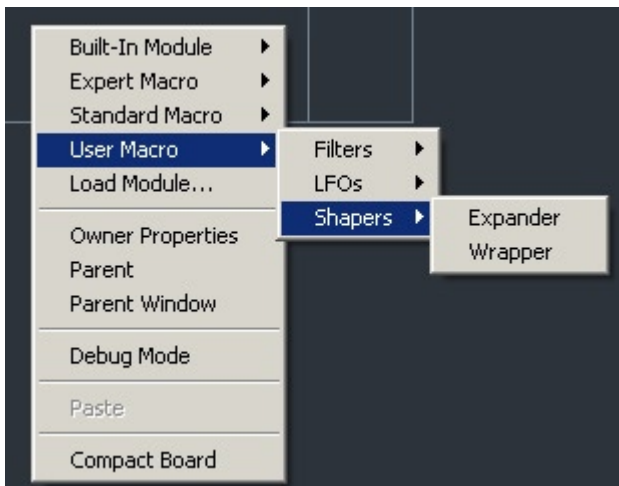 Built-In Module
Expert Macro
Standard Macro
User Macro
Load Module...
Owner Properties
Parent
Parent Window
Debug Mode
Paste
Compact Board
Filters
LFOs
Shapers
Expander
Wrapper